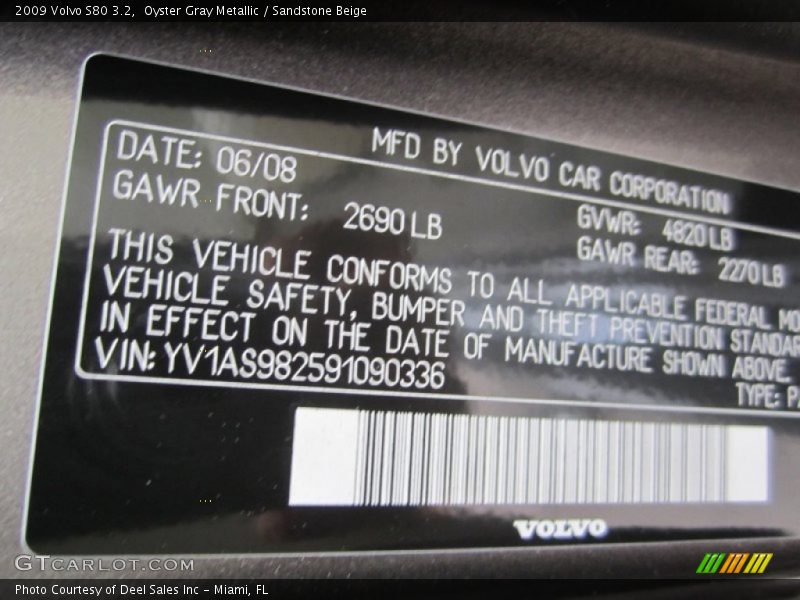 2009 Volvo S80 3.2, Oyster Gray Metallic / Sandstone Beige
MFD BY VOLVO CAR CORPORATION
DATE: 06/08
GVWR: 4820 LB
GAWR FRONT: 2690 LB
GAWR REAR: 2270 LB
THIS VEHICLE CONFORMS TO ALL APPLICABLE FEDERAL
VEHICLE SAFETY, BUMPER AND THEFT PREVENTION
IN EFFECT ON THE DATE OF MANUFACTURE SHOWN ABOVE.
VIN: YV1AS982591090336
TYPE:
VOLVO
GTCARLOT.COM
Photo Courtesy of Deel Sales Inc - Miami, FL